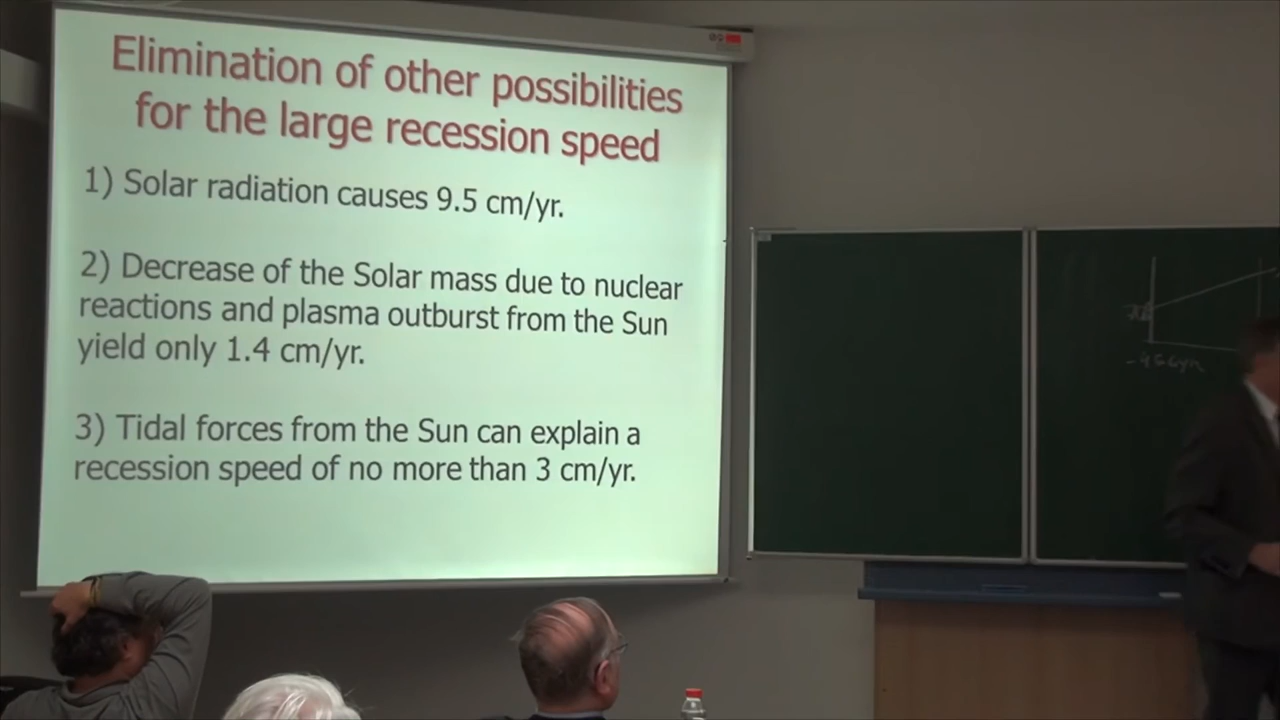 Elimination of other possibilities
for the large recession speed
1) Solar radiation causes 9.5 cm/yr.
2) Decrease of the Solar mass due to nuclear
reactions and plasma outburst from the Sun
yield only 1.4 cm/yr.
3) Tidal forces from the Sun can explain a
recession speed of no more than 3 cm/yr.